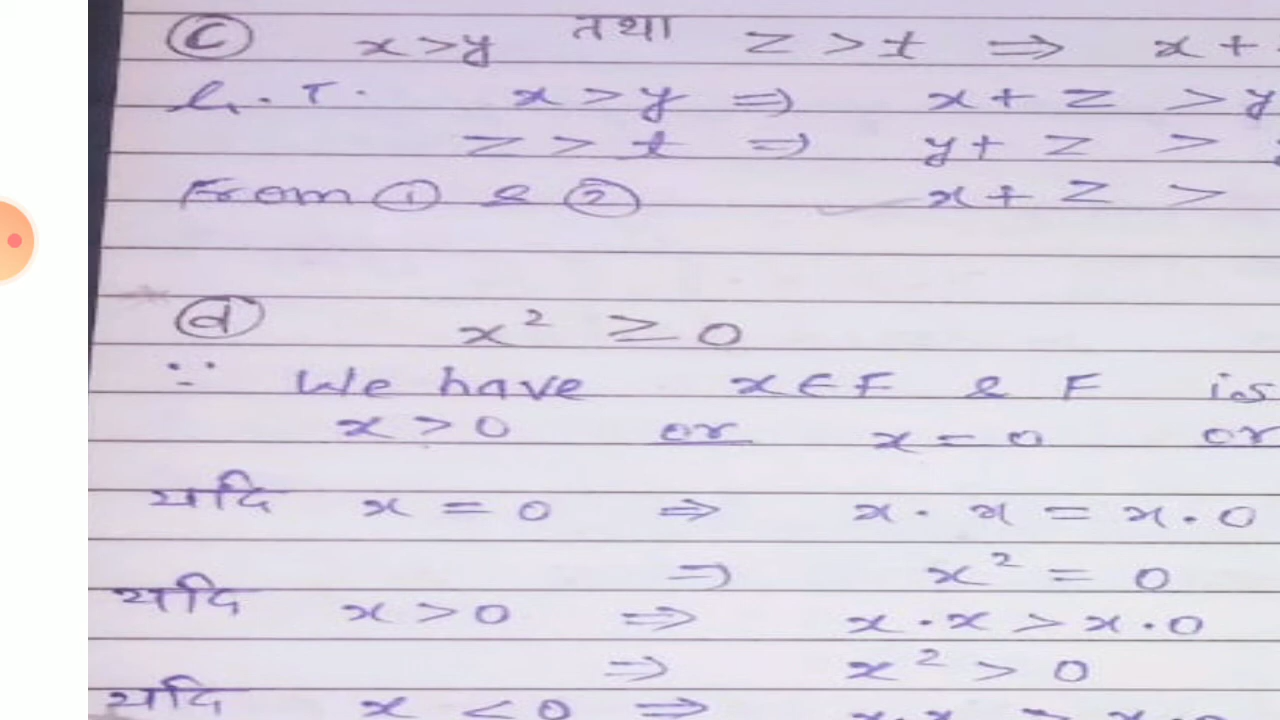 (c) x>y तथा z>t ⇒ x+
L.T. x>y ⇒ x+z >y
z>t ⇒ y+z >
From ① & ② x+z >
(d) x² ≥ 0
∵ We have x∈F & F is
x>0 or x=0 or
यदि x=0 ⇒ x·x=x·0
⇒ x²=0
यदि x>0 ⇒ x·x>x·0
⇒ x²>0
यदि x<0 ⇒